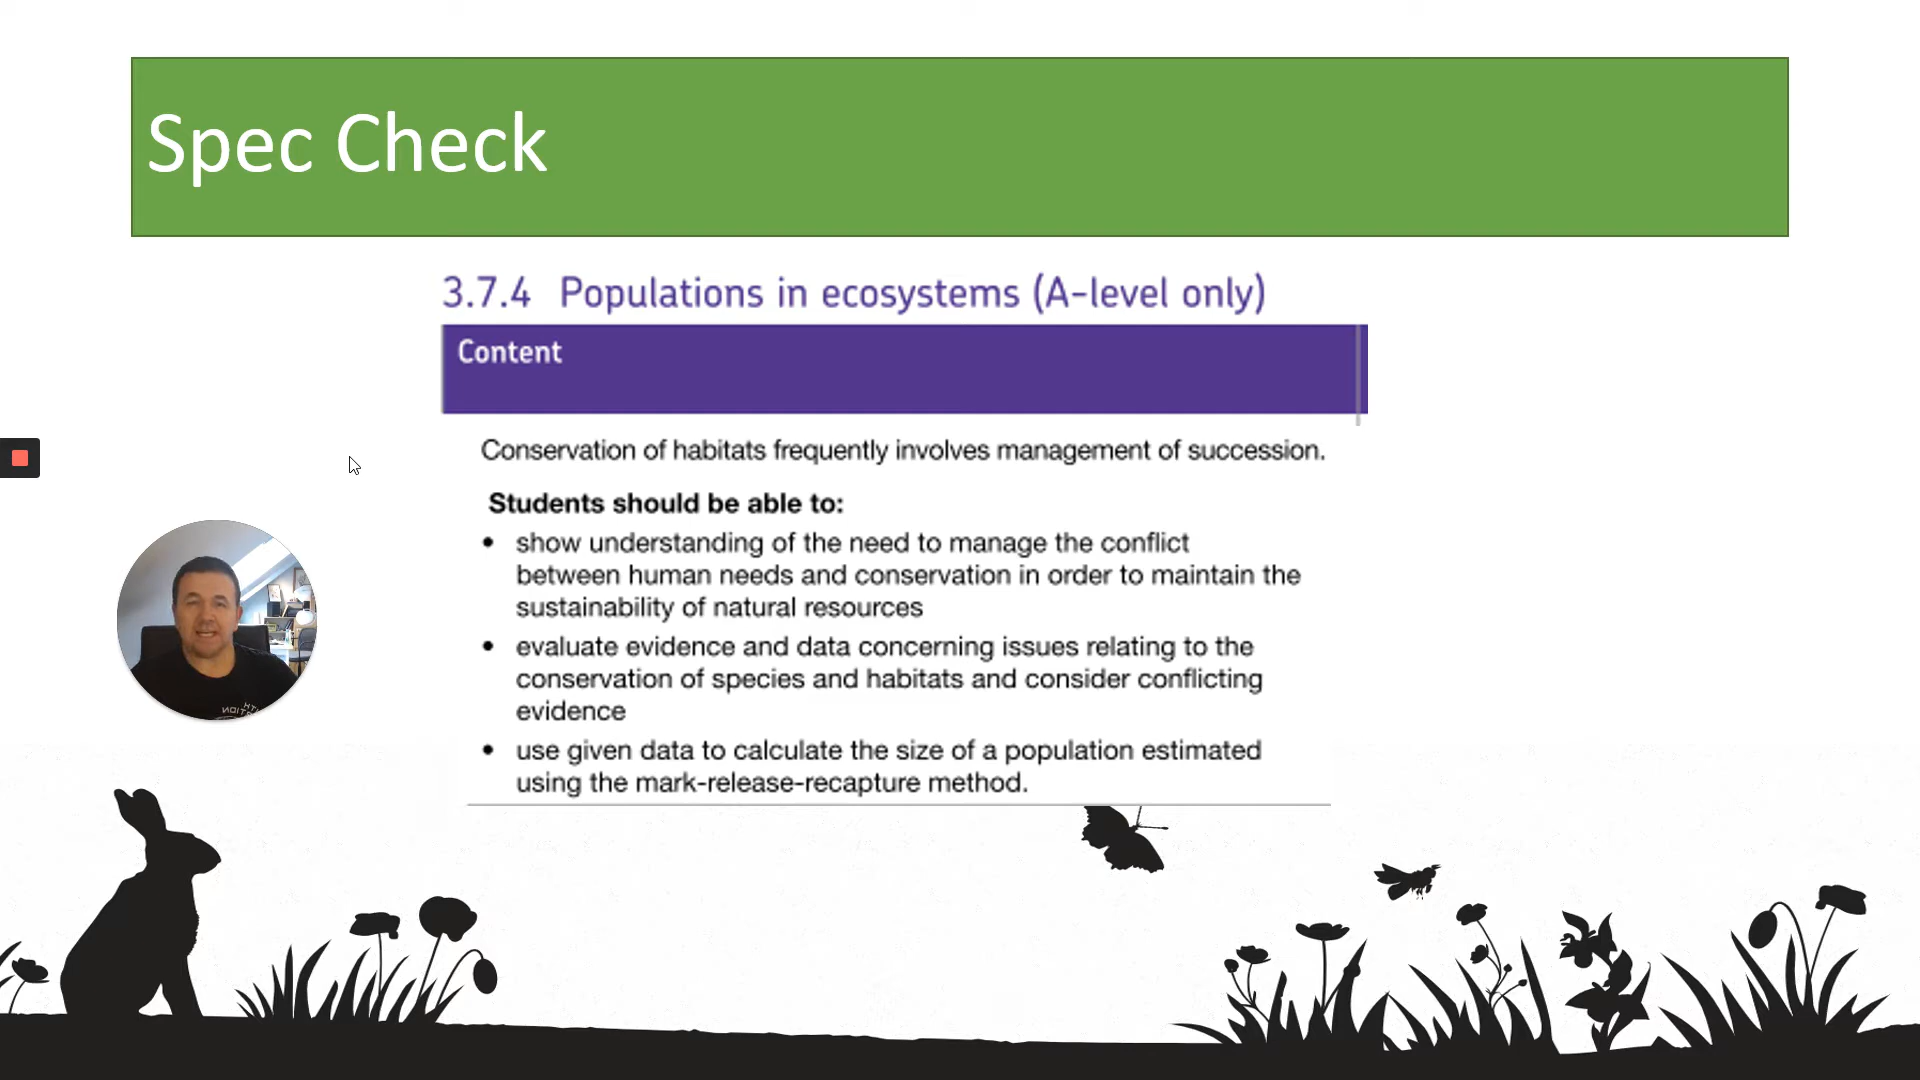 Spec Check
3.7.4 Populations in ecosystems (A-level only)
Content
Conservation of habitats frequently involves management of succession.
Students should be able to:
• show understanding of the need to manage the conflict
between human needs and conservation in order to maintain the
sustainability of natural resources
• evaluate evidence and data concerning issues relating to the
conservation of species and habitats and consider conflicting
evidence
• use given data to calculate the size of a population estimated
using the mark-release-recapture method.